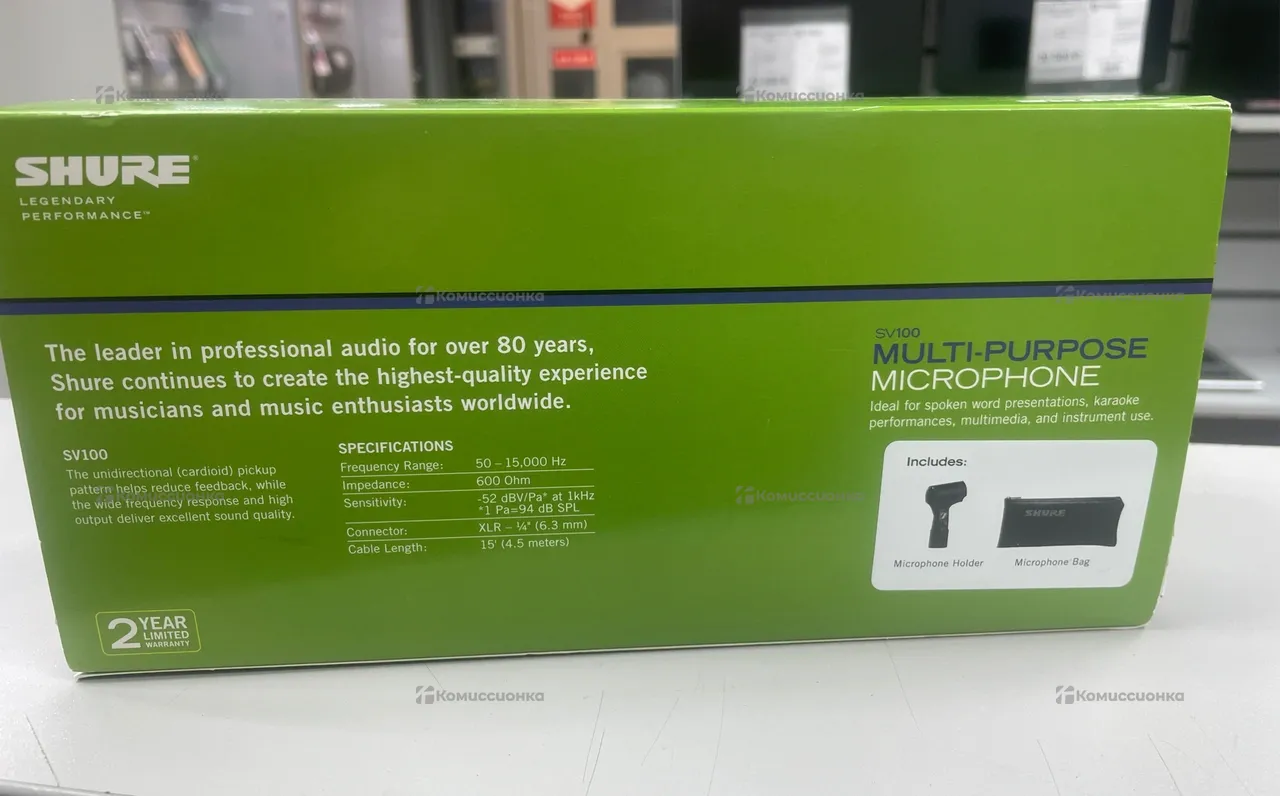 SHURE
LEGENDARY
PERFORMANCE™
The leader in professional audio for over 80 years,
Shure continues to create the highest-quality experience
for musicians and music enthusiasts worldwide.
SV100
The unidirectional (cardioid) pickup
pattern helps reduce feedback, while
the wide frequency response and high
output deliver excellent sound quality.
SPECIFICATIONS
Frequency Range: 50 – 15,000 Hz
Impedance: 600 Ohm
Sensitivity: -52 dBV/Pa* at 1kHz
*1 Pa=94 dB SPL
Connector: XLR – ¼" (6.3 mm)
Cable Length: 15' (4.5 meters)
2 YEAR
LIMITED
WARRANTY
SV100
MULTI-PURPOSE
MICROPHONE
Ideal for spoken word presentations, karaoke
performances, multimedia, and instrument use.
Includes:
SHURE
Microphone Holder
Microphone Bag
Комиссионка
Комиссионка
Комиссионка
Комиссионка
Комиссионка
Комиссионка
Комиссионка
Комиссионка